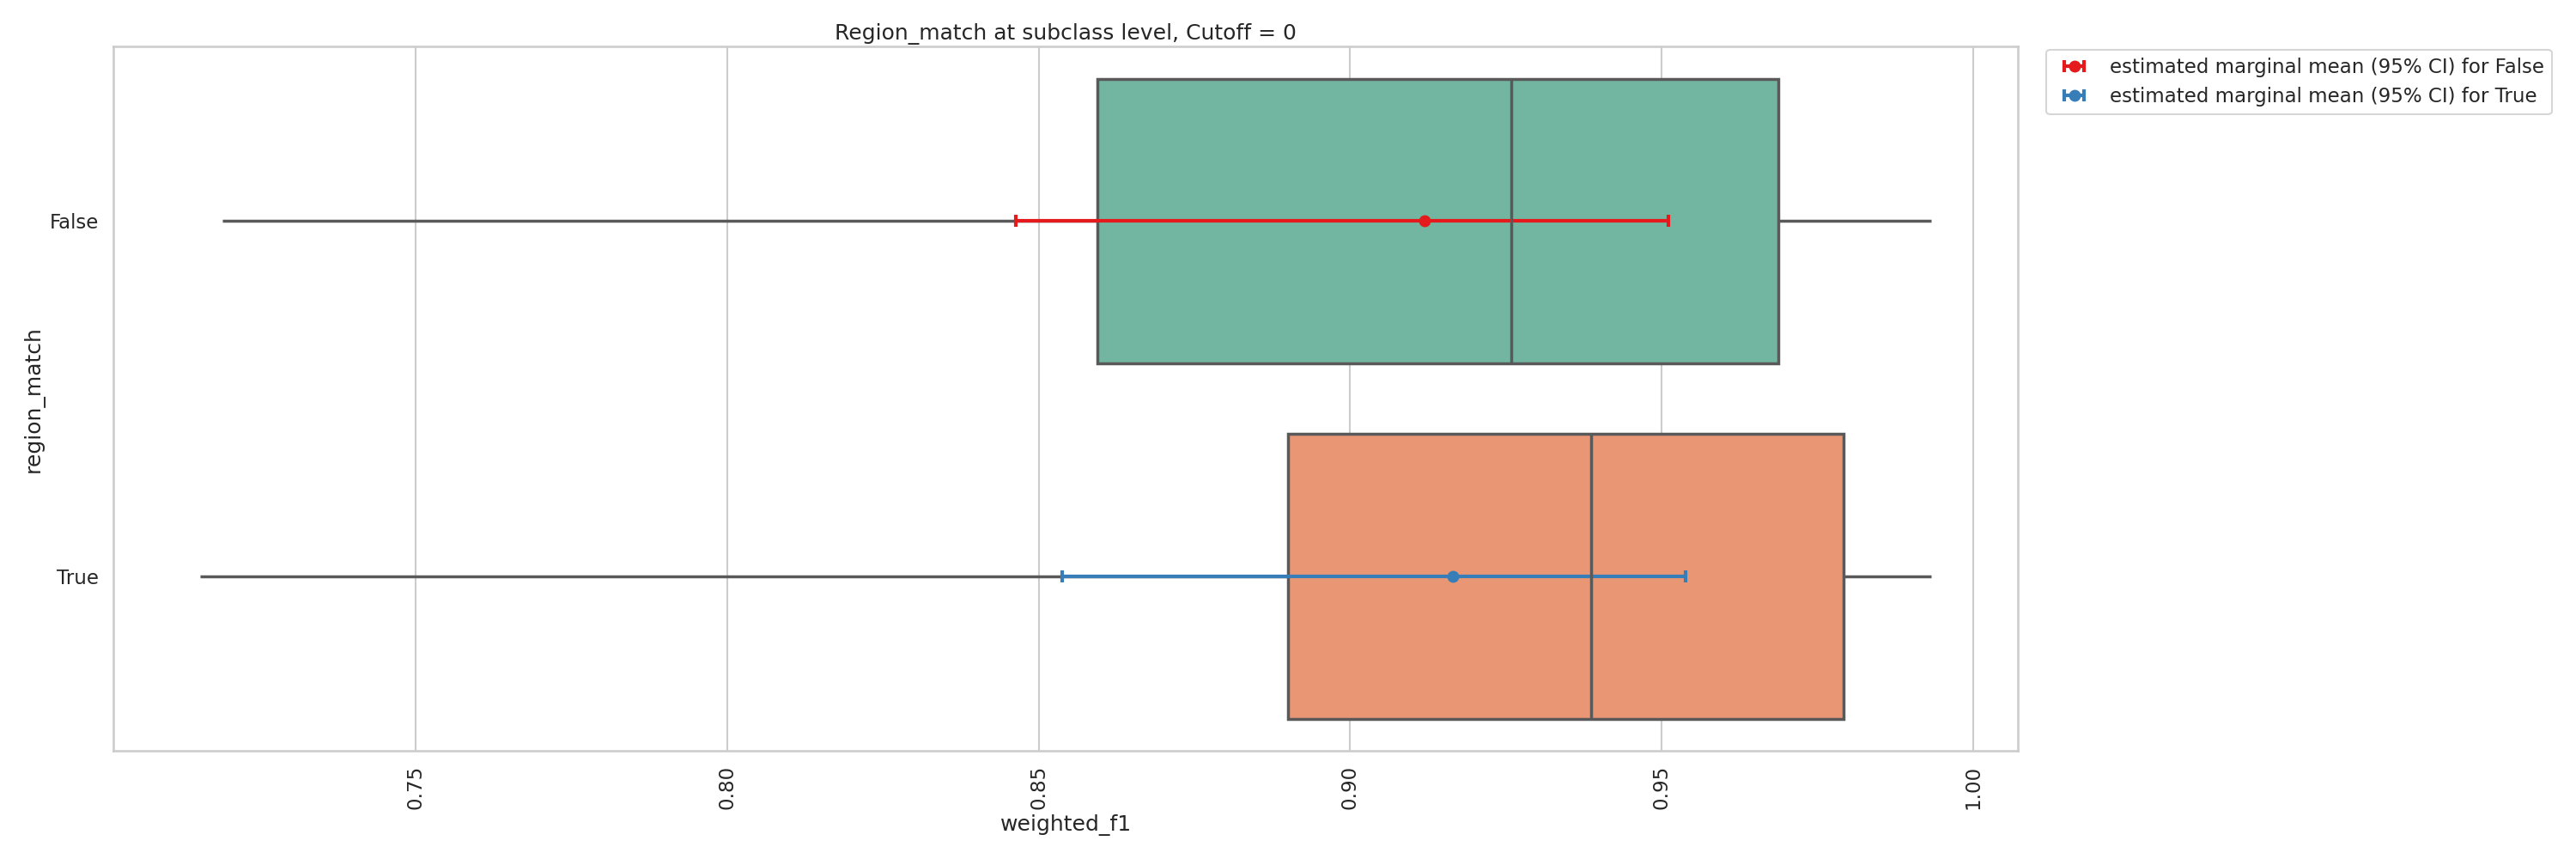 Region_match at subclass level, Cutoff = 0
estimated marginal mean (95% CI) for False
estimated marginal mean (95% CI) for True
region_match
False
True
0.75
0.80
0.85
0.90
0.95
1.00
weighted_f1